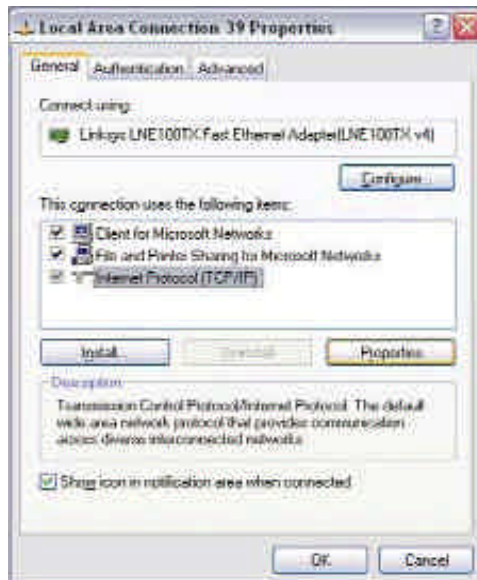 Local Area Connection 39 Properties
General Authentication Advanced
Connect using:
Linksys LNE100TX Fast Ethernet Adapter(LNE100TX v4)
Configure...
This connection uses the following items:
Client for Microsoft Networks
File and Printer Sharing for Microsoft Networks
Internet Protocol (TCP/IP)
Install... Uninstall Properties
Description
Transmission Control Protocol/Internet Protocol. The default
wide area network protocol that provides communication
across diverse interconnected networks.
Show icon in notification area when connected
OK Cancel